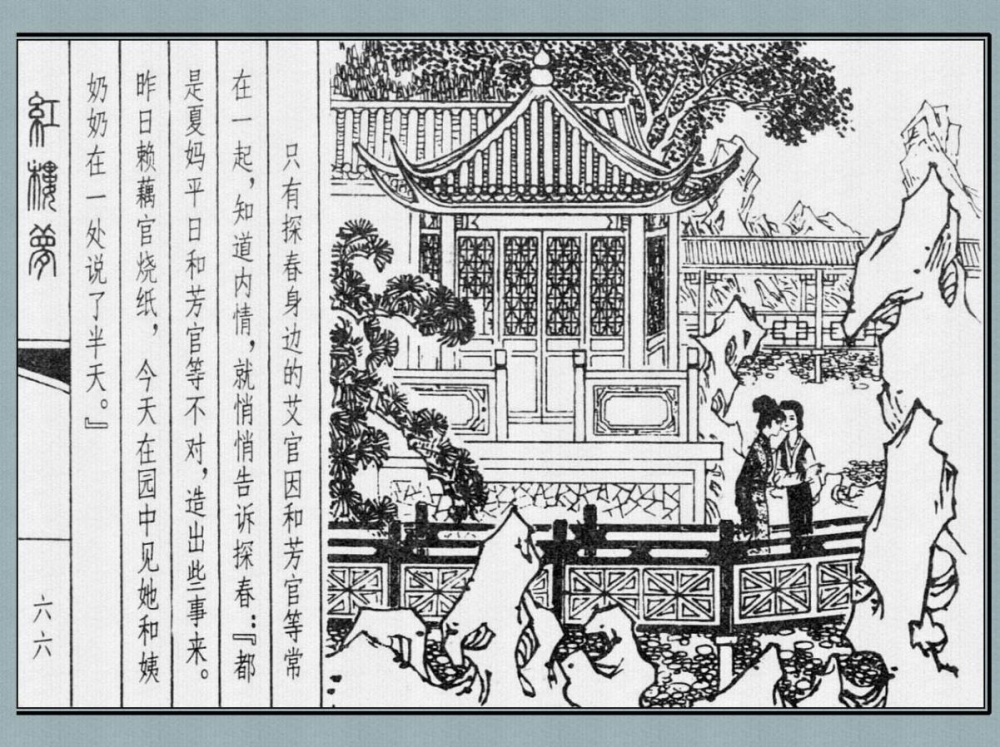 只有探春身边的艾官因和芳官等常
在一起，知道内情，就悄悄告诉探春：『都
是夏妈平日和芳官等不对，造出些事来。
昨日赖藕官烧纸，今天在园中见她和姨
奶奶在一处说了半天。』
紅樓夢
六六